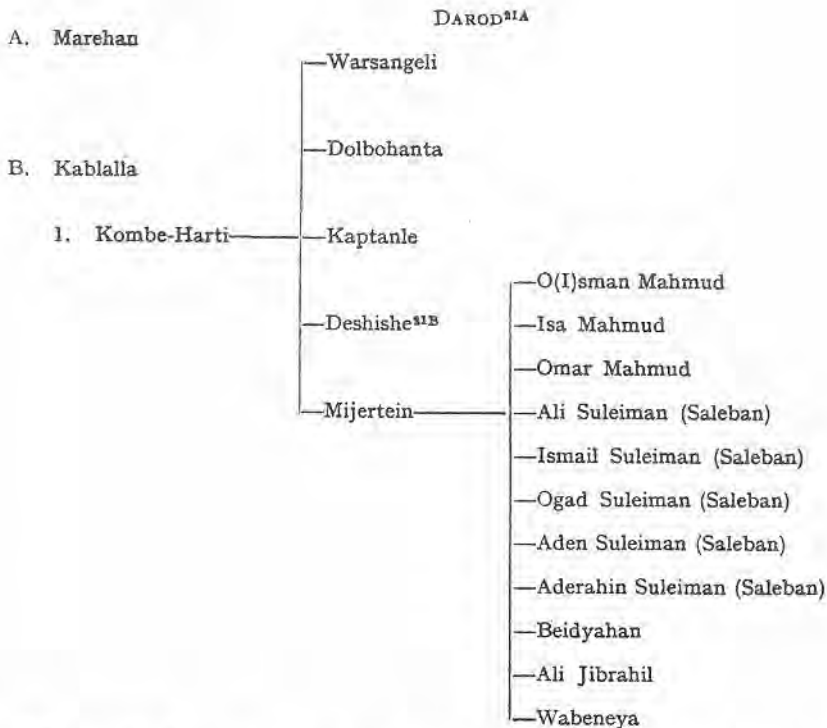 DAROD21A
A. Marehan
Warsangeli
Dolbohanta
B. Kablalla
1. Kombe-Harti
Kaptanle
O(I)sman Mahmud
Deshishe21B
Isa Mahmud
Omar Mahmud
Mijertein
Ali Suleiman (Saleban)
Ismail Suleiman (Saleban)
Ogad Suleiman (Saleban)
Aden Suleiman (Saleban)
Aderahin Suleiman (Saleban)
Beidyahan
Ali Jibrahil
Wabeneya